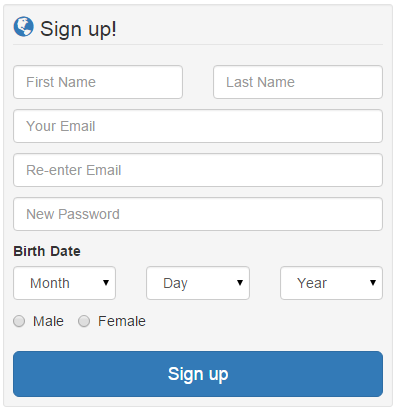 Sign up!
First Name Last Name
Your Email
Re-enter Email
New Password
Birth Date
Month Day Year
Male Female
Sign up